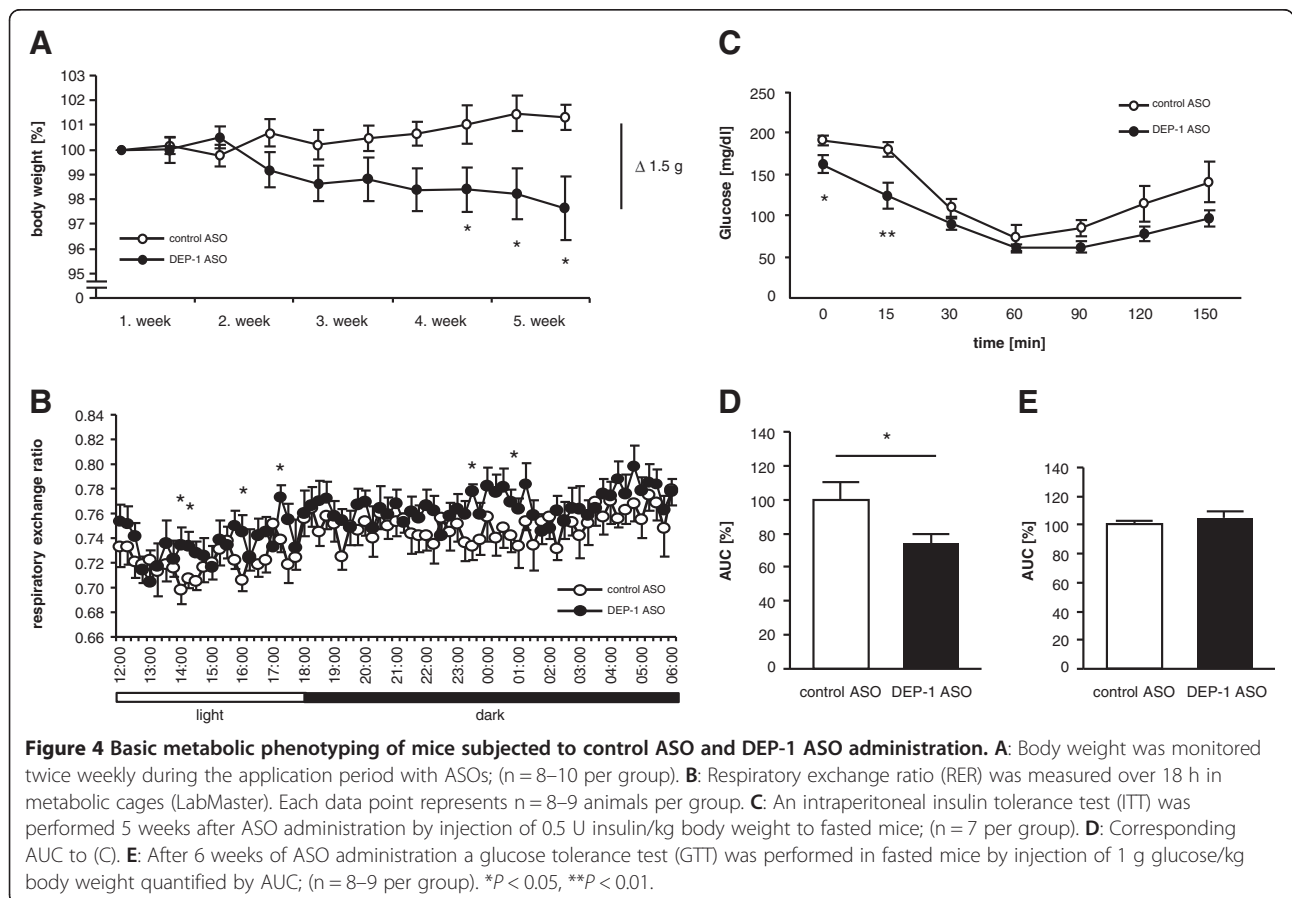 A
103
102
101
100
99
98
97
96
95
0
body weight [%]
control ASO
DEP-1 ASO
* * *
Δ 1.5 g
1. week 2. week 3. week 4. week 5. week
C
250
200
150
100
50
0
Glucose [mg/dl]
control ASO
DEP-1 ASO
*
**
0 15 30 60 90 120 150
time [min]
B
0.84
0.82
0.80
0.78
0.76
0.74
0.72
0.70
0.68
0.66
respiratory exchange ratio
* * * * * *
control ASO
DEP-1 ASO
12:00 13:00 14:00 15:00 16:00 17:00 18:00 19:00 20:00 21:00 22:00 23:00 00:00 01:00 02:00 03:00 04:00 05:00 06:00
light dark
D
140
120
100
80
60
40
20
0
AUC [%]
*
control ASO DEP-1 ASO
E
140
120
100
80
60
40
20
0
AUC [%]
control ASO DEP-1 ASO
Figure 4 Basic metabolic phenotyping of mice subjected to control ASO and DEP-1 ASO administration. A: Body weight was monitored
twice weekly during the application period with ASOs; (n = 8–10 per group). B: Respiratory exchange ratio (RER) was measured over 18 h in
metabolic cages (LabMaster). Each data point represents n = 8–9 animals per group. C: An intraperitoneal insulin tolerance test (ITT) was
performed 5 weeks after ASO administration by injection of 0.5 U insulin/kg body weight to fasted mice; (n = 7 per group). D: Corresponding
AUC to (C). E: After 6 weeks of ASO administration a glucose tolerance test (GTT) was performed in fasted mice by injection of 1 g glucose/kg
body weight quantified by AUC; (n = 8–9 per group). *P < 0.05, **P < 0.01.